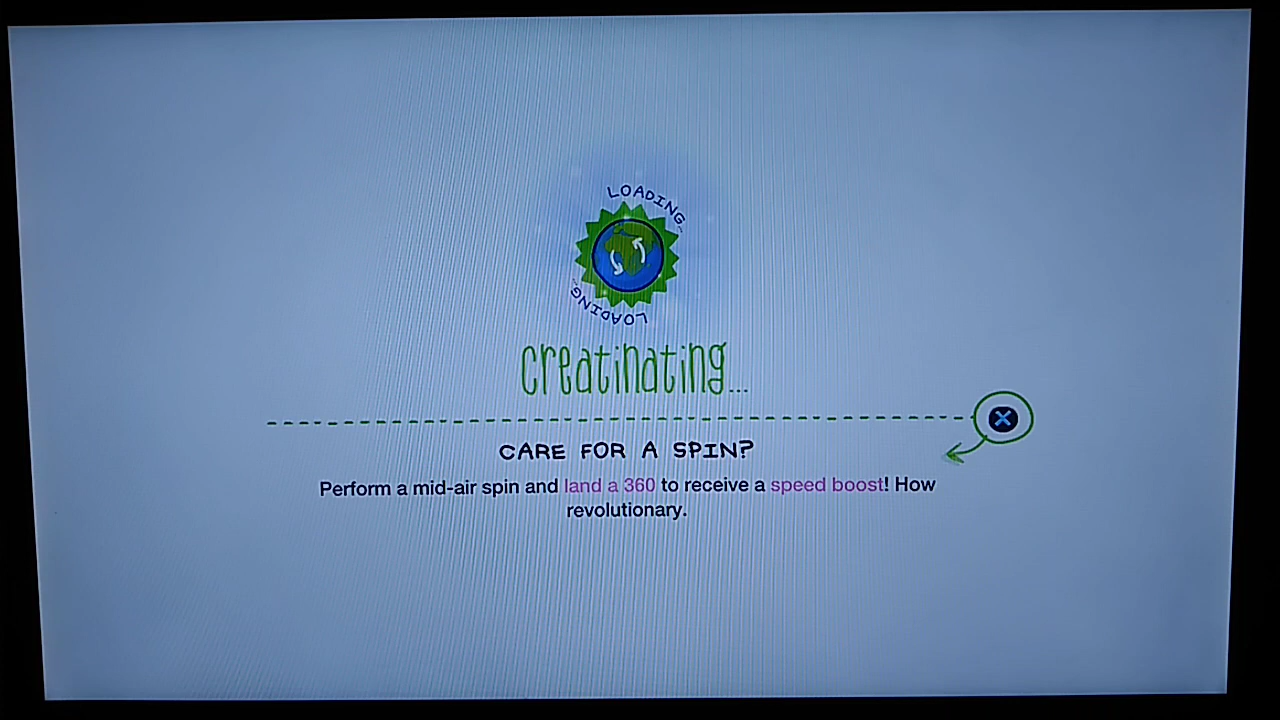 LOADING...
LOADING...
creatinating...
CARE FOR A SPIN?
Perform a mid-air spin and land a 360 to receive a speed boost! How
revolutionary.